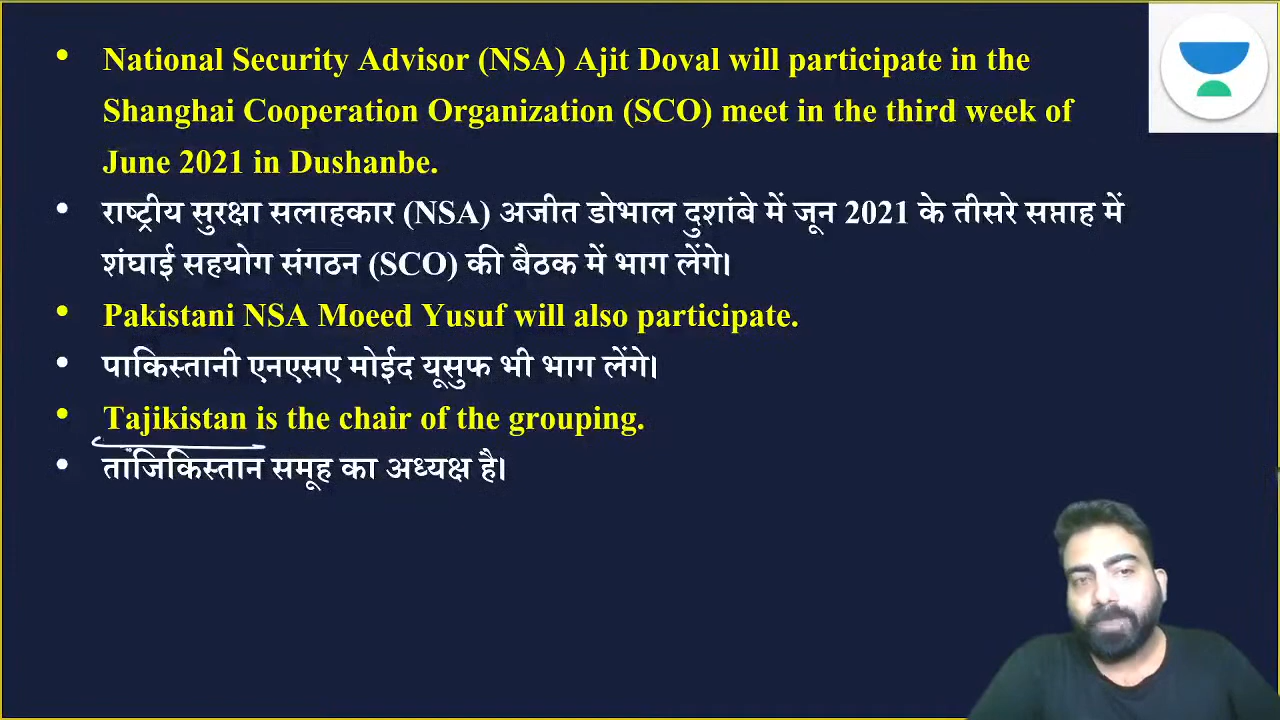 • National Security Advisor (NSA) Ajit Doval will participate in the
Shanghai Cooperation Organization (SCO) meet in the third week of
June 2021 in Dushanbe.
• राष्ट्रीय सुरक्षा सलाहकार (NSA) अजीत डोभाल दुशांबे में जून 2021 के तीसरे सप्ताह में
शंघाई सहयोग संगठन (SCO) की बैठक में भाग लेंगे।
• Pakistani NSA Moeed Yusuf will also participate.
• पाकिस्तानी एनएसए मोईद यूसुफ भी भाग लेंगे।
• Tajikistan is the chair of the grouping.
• ताजिकिस्तान समूह का अध्यक्ष है।